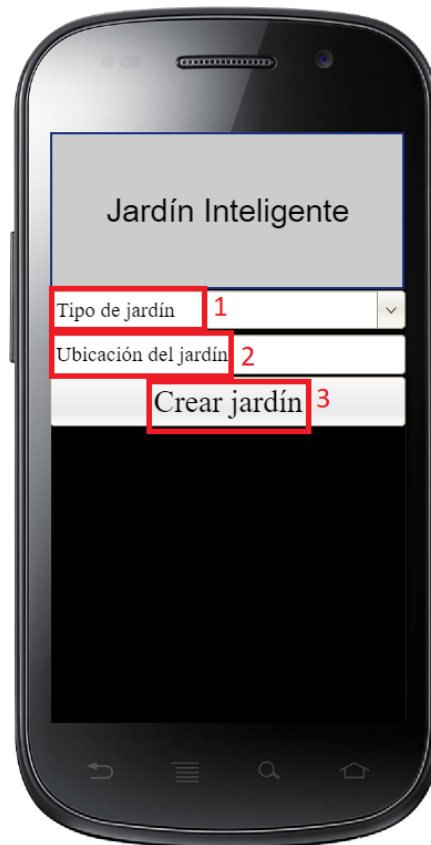 Jardín Inteligente
Tipo de jardín 1
Ubicación del jardín 2
Crear jardín 3